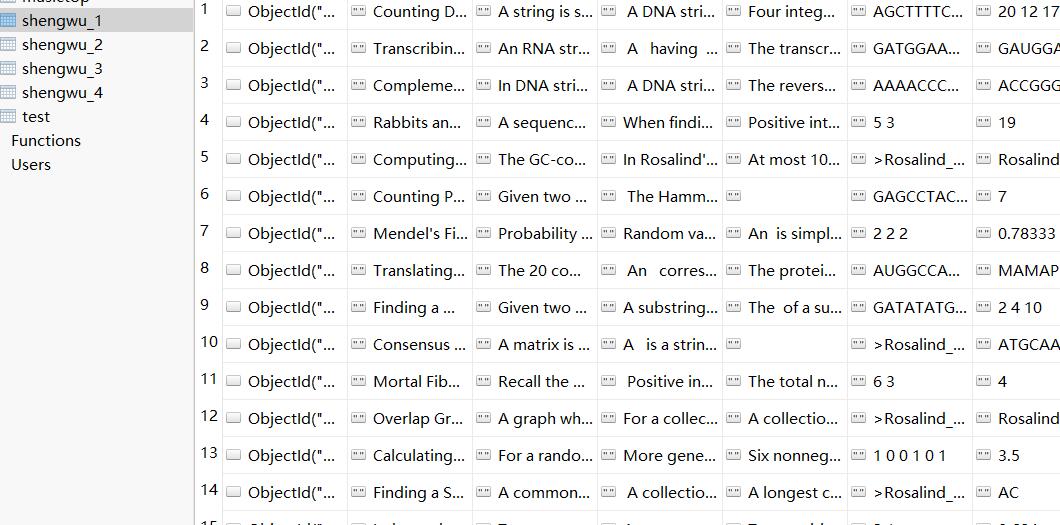 shengwu_1
shengwu_2
shengwu_3
shengwu_4
test
Functions
Users
1 ObjectId("... Counting D... A string is s... A DNA stri... Four integ... AGCTTTTC... 20 12 17
2 ObjectId("... Transcribin... An RNA str... A having ... The transcr... GATGGAA... GAUGGA
3 ObjectId("... Compleme... In DNA stri... A DNA stri... The revers... AAAACCC... ACCGGG
4 ObjectId("... Rabbits an... A sequenc... When findi... Positive int... 5 3 19
5 ObjectId("... Computing... The GC-co... In Rosalind'... At most 10... >Rosalind_... Rosalind
6 ObjectId("... Counting P... Given two ... The Hamm... GAGCCTAC... 7
7 ObjectId("... Mendel's Fi... Probability ... Random va... An is simpl... 2 2 2 0.78333
8 ObjectId("... Translating... The 20 co... An corres... The protei... AUGGCCA... MAMAP
9 ObjectId("... Finding a ... Given two ... A substring... The of a su... GATATATG... 2 4 10
10 ObjectId("... Consensus ... A matrix is ... A is a strin... >Rosalind_... ATGCAA
11 ObjectId("... Mortal Fib... Recall the ... Positive in... The total n... 6 3 4
12 ObjectId("... Overlap Gr... A graph wh... For a collec... A collectio... >Rosalind_... Rosalind
13 ObjectId("... Calculating... For a rando... More gene... Six nonneg... 1 0 0 1 0 1 3.5
14 ObjectId("... Finding a S... A common... A collectio... A longest c... >Rosalind_... AC